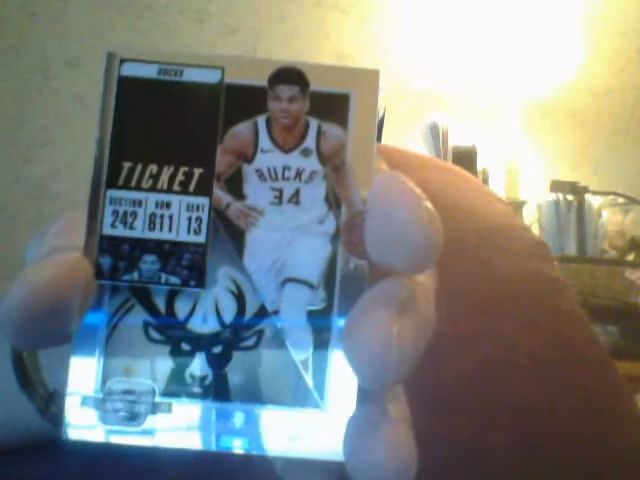 BUCKS
TICKET
SECTION ROW SEAT
242 611 13
BUCKS
34